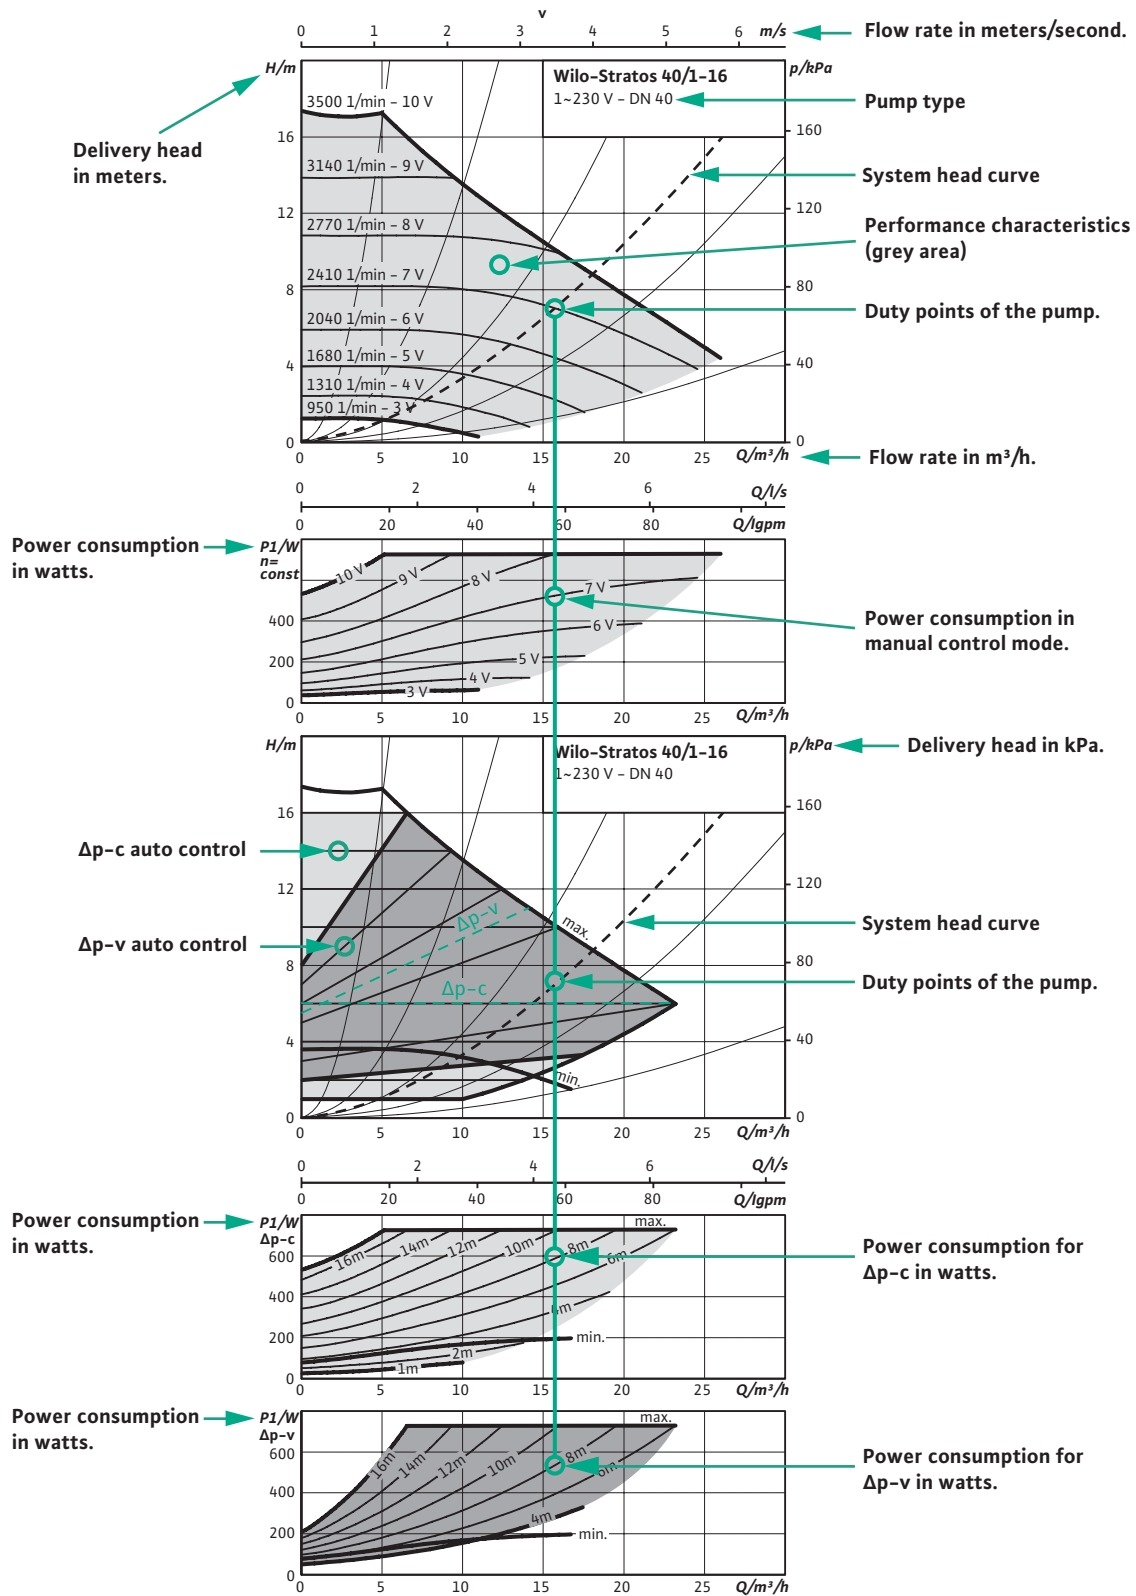 v
0 1 2 3 4 5 6 m/s
Flow rate in meters/second.
H/m
p/kPa
Wilo-Stratos 40/1-16
1~230 V - DN 40
Pump type
3500 1/min - 10 V
160
16
Delivery head
in meters.
3140 1/min - 9 V
System head curve
12
120
2770 1/min - 8 V
Performance characteristics
(grey area)
2410 1/min - 7 V
8
80
2040 1/min - 6 V
Duty points of the pump.
1680 1/min - 5 V
4
40
1310 1/min - 4 V
950 1/min - 3 V
0
0
0 5 10 15 20 25 Q/m³/h
Flow rate in m³/h.
0 2 4 6 Q/l/s
0 20 40 60 80 Q/Igpm
Power consumption
in watts.
P1/W
n=
const
10 V
9 V
8 V
7 V
6 V
5 V
4 V
3 V
400
200
0
Power consumption in
manual control mode.
0 5 10 15 20 25 Q/m³/h
H/m
p/kPa
Delivery head in kPa.
Wilo-Stratos 40/1-16
1~230 V - DN 40
16
160
Δp-c auto control
12
120
Δp-v
max.
System head curve
Δp-v auto control
8
80
Δp-c
Duty points of the pump.
4
40
min.
0
0
0 5 10 15 20 25 Q/m³/h
0 2 4 6 Q/l/s
0 20 40 60 80 Q/Igpm
Power consumption
in watts.
P1/W
Δp-c
max.
16m
14m
12m
10m
8m
6m
4m
min.
2m
1m
600
400
200
0
Power consumption for
Δp-c in watts.
0 5 10 15 20 25 Q/m³/h
Power consumption
in watts.
P1/W
Δp-v
max.
16m
14m
12m
10m
8m
6m
4m
min.
600
400
200
0
Power consumption for
Δp-v in watts.
0 5 10 15 20 25 Q/m³/h